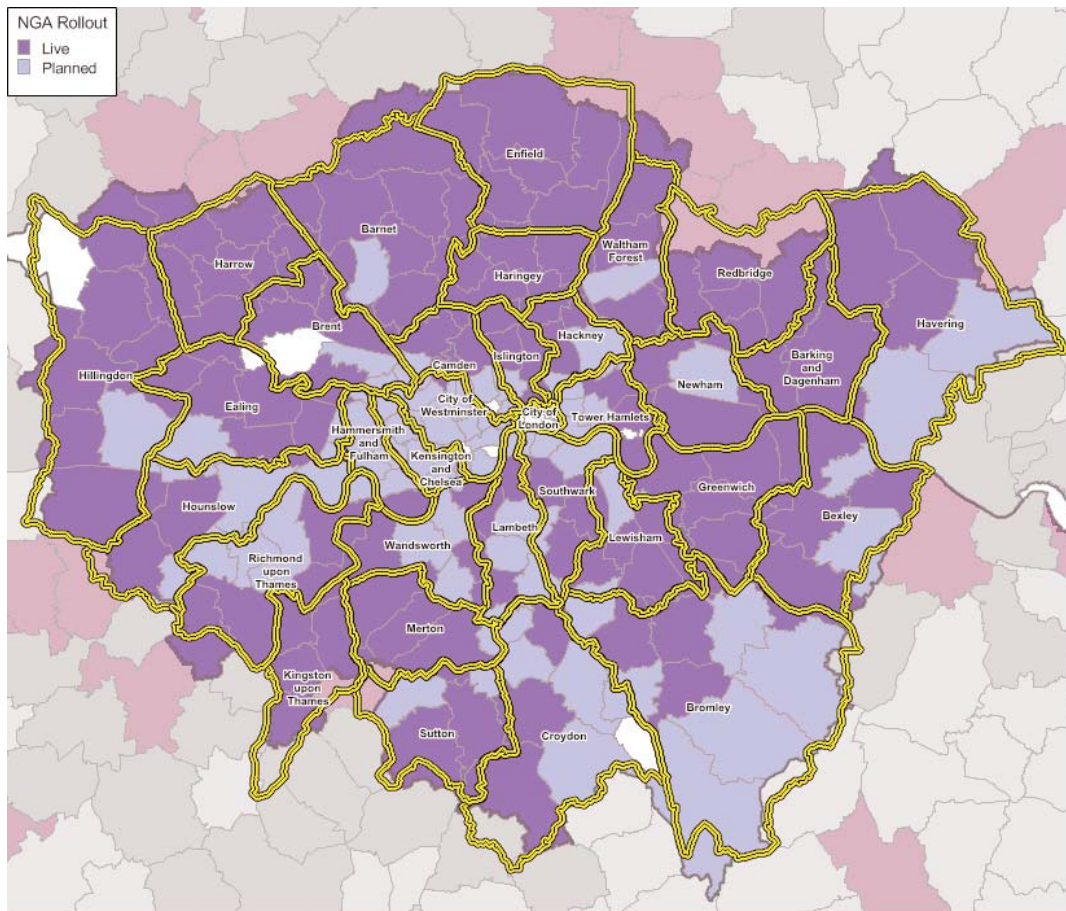 NGA Rollout
Live
Planned
Enfield
Barnet
Harrow
Haringey
Waltham
Forest
Redbridge
Havering
Brent
Hackney
Islington
Camden
Barking
and
Dagenham
Hillingdon
Newham
Ealing
City of
Westminster
City of
London
Tower Hamlets
Hammersmith
and
Fulham
Kensington
and
Chelsea
Hounslow
Southwark
Greenwich
Bexley
Lambeth
Wandsworth
Lewisham
Richmond
upon
Thames
Merton
Kingston
upon
Thames
Bromley
Sutton
Croydon